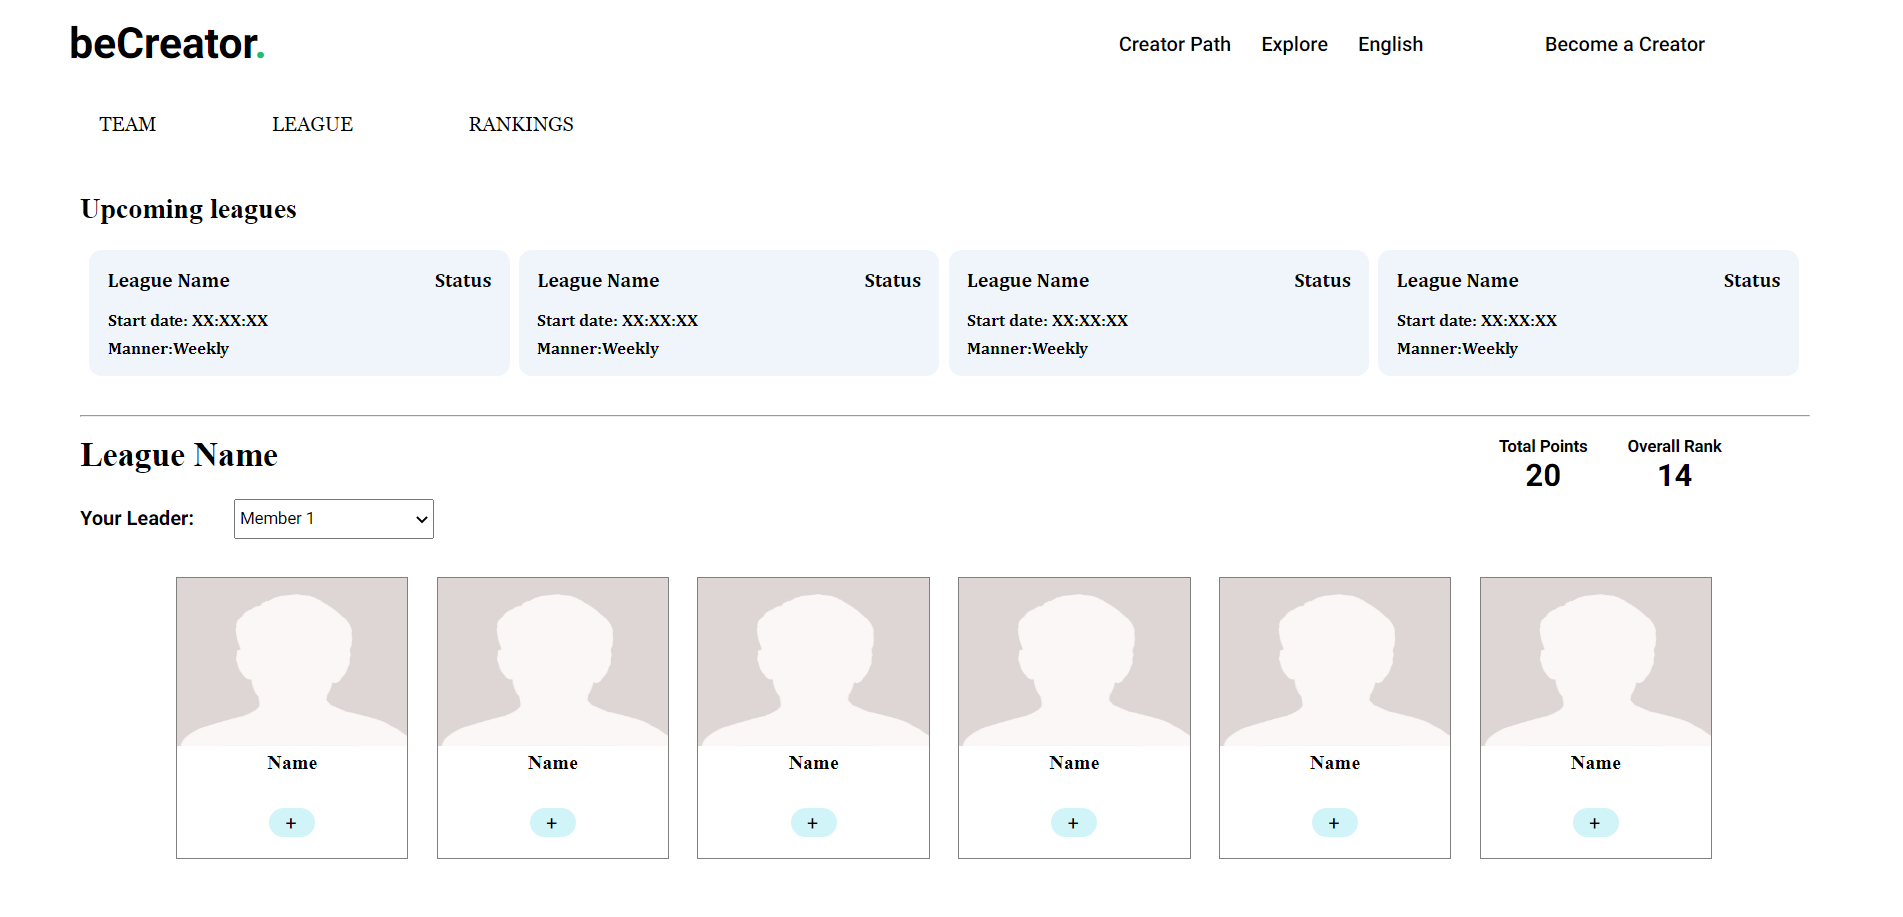 beCreator.
Creator Path Explore English Become a Creator
TEAM LEAGUE RANKINGS
Upcoming leagues
League Name Status
Start date: XX:XX:XX
Manner:Weekly
League Name Status
Start date: XX:XX:XX
Manner:Weekly
League Name Status
Start date: XX:XX:XX
Manner:Weekly
League Name Status
Start date: XX:XX:XX
Manner:Weekly
League Name
Total Points
20
Overall Rank
14
Your Leader: Member 1
Name
+
Name
+
Name
+
Name
+
Name
+
Name
+